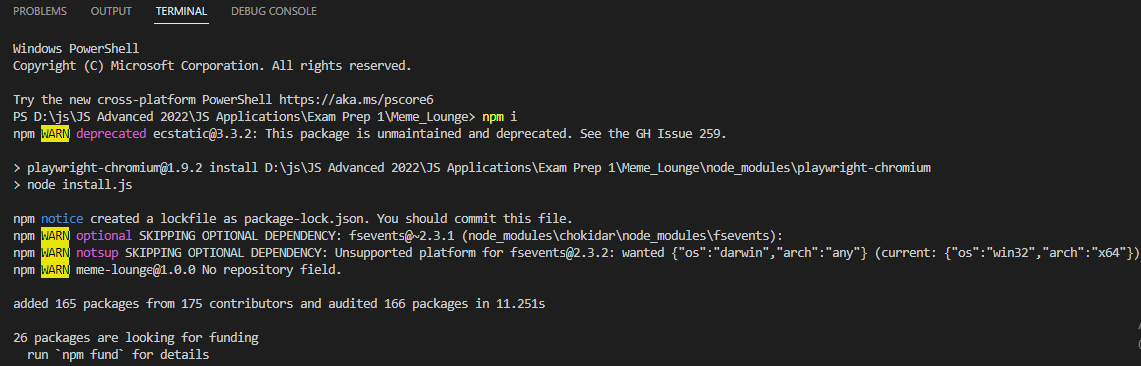 PROBLEMS OUTPUT TERMINAL DEBUG CONSOLE
Windows PowerShell
Copyright (C) Microsoft Corporation. All rights reserved.
Try the new cross-platform PowerShell https://aka.ms/pscore6
PS D:\js\JS Advanced 2022\JS Applications\Exam Prep 1\Meme_Lounge> npm i
npm WARN deprecated ecstatic@3.3.2: This package is unmaintained and deprecated. See the GH Issue 259.
> playwright-chromium@1.9.2 install D:\js\JS Advanced 2022\JS Applications\Exam Prep 1\Meme_Lounge\node_modules\playwright-chromium
> node install.js
npm notice created a lockfile as package-lock.json. You should commit this file.
npm WARN optional SKIPPING OPTIONAL DEPENDENCY: fsevents@~2.3.1 (node_modules\chokidar\node_modules\fsevents):
npm WARN notsup SKIPPING OPTIONAL DEPENDENCY: Unsupported platform for fsevents@2.3.2: wanted {"os":"darwin","arch":"any"} (current: {"os":"win32","arch":"x64"})
npm WARN meme-lounge@1.0.0 No repository field.
added 165 packages from 175 contributors and audited 166 packages in 11.251s
26 packages are looking for funding
run `npm fund` for details